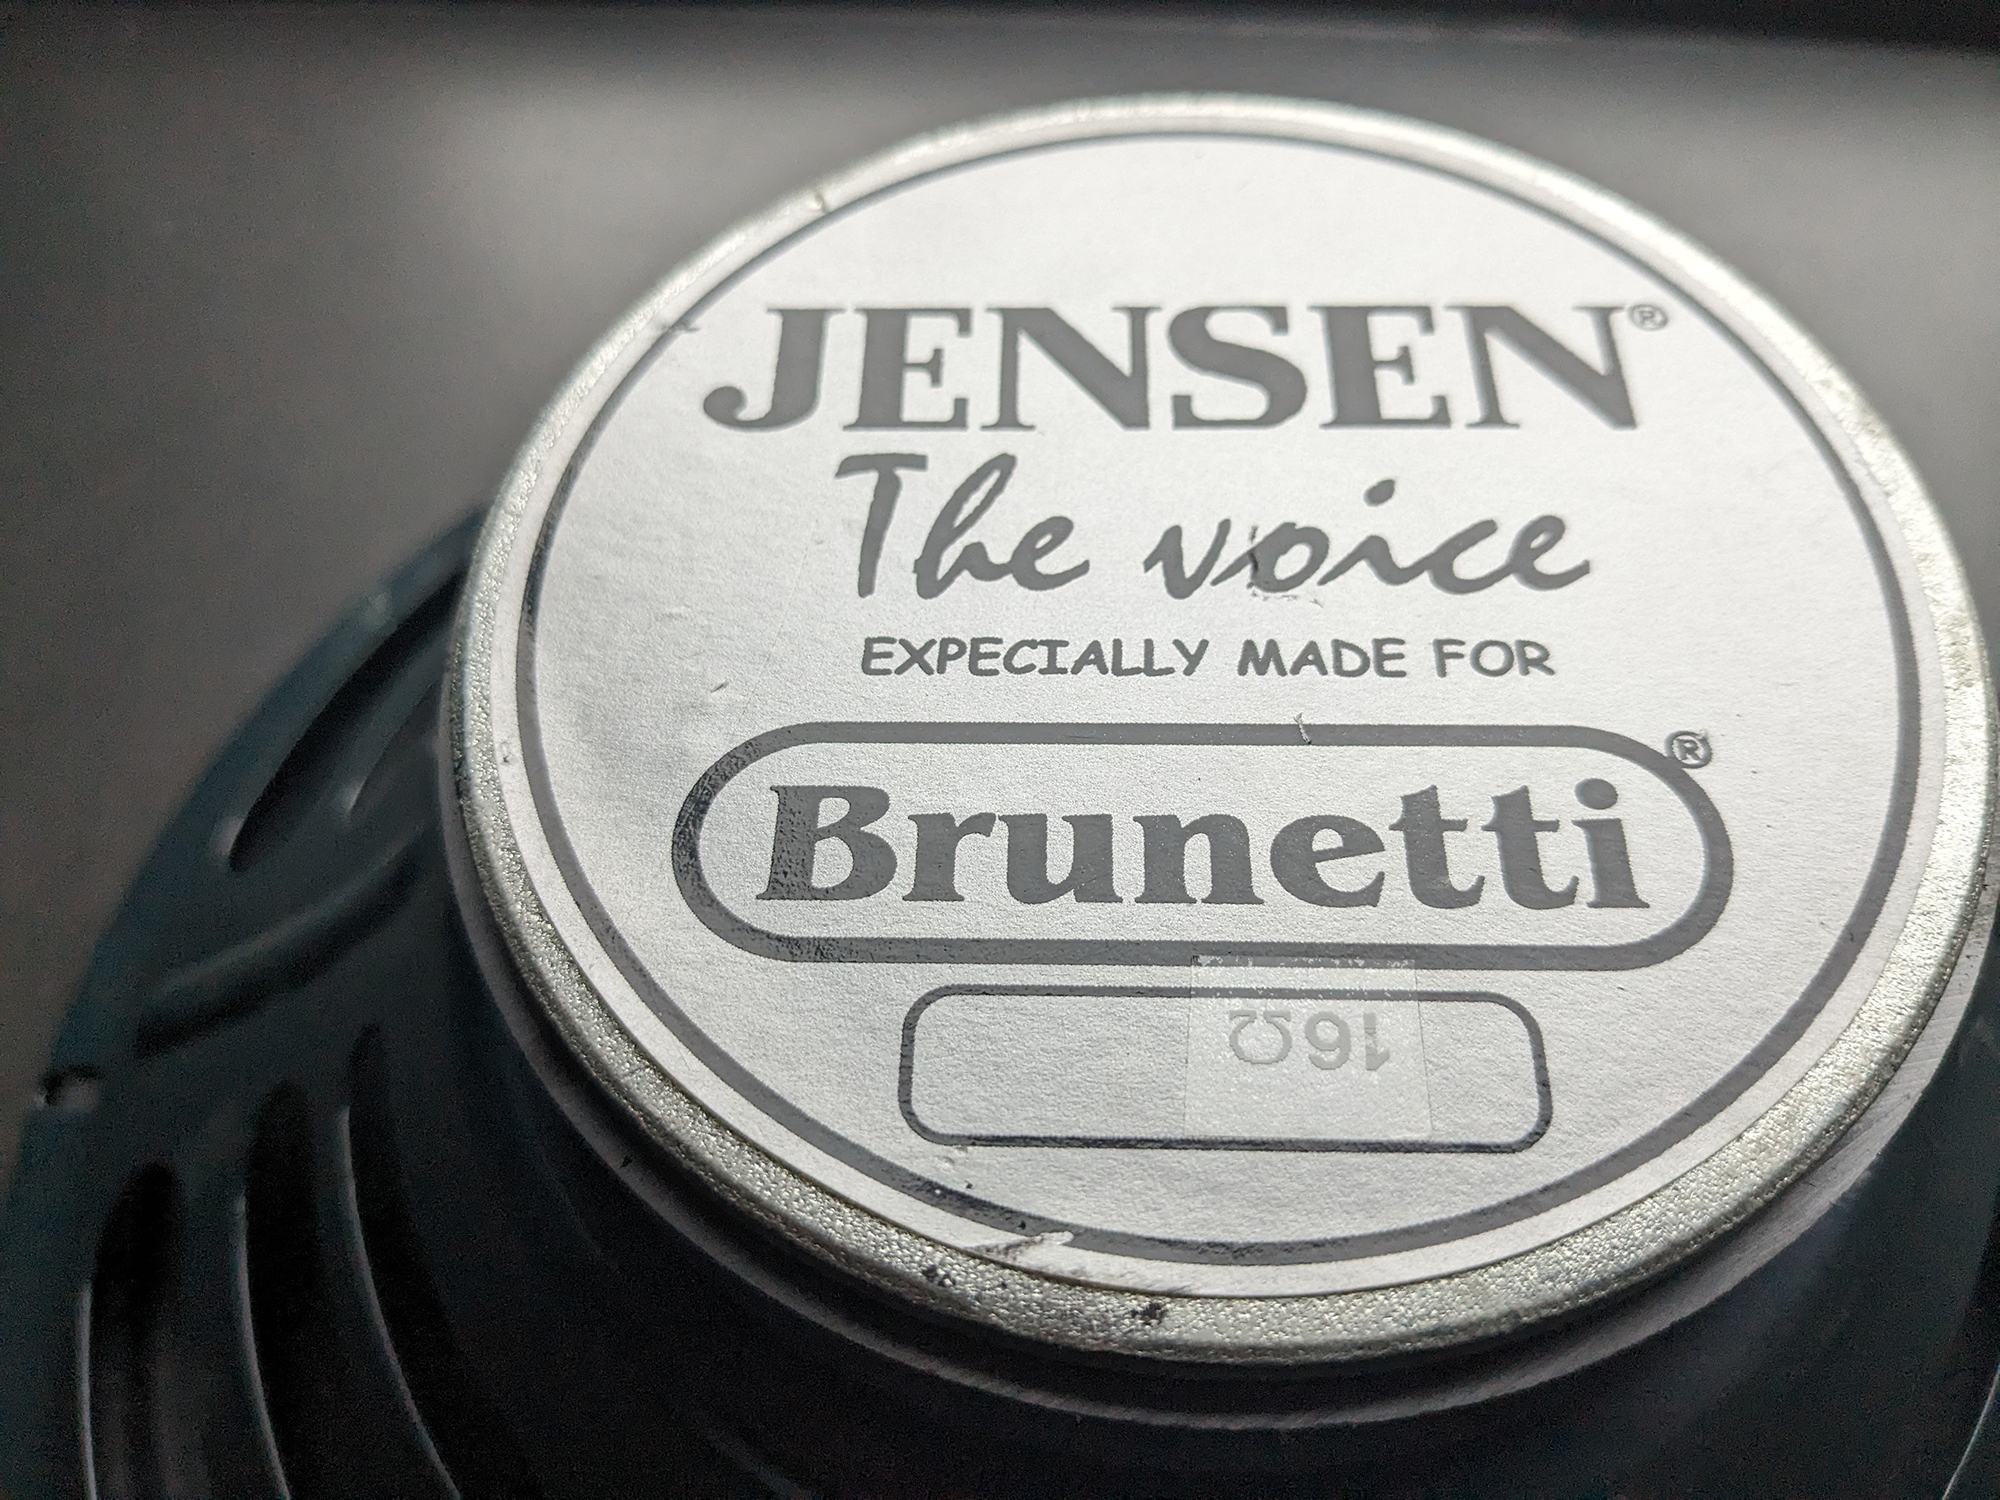 JENSEN®
The voice
EXPECIALLY MADE FOR
Brunetti®
16Ω